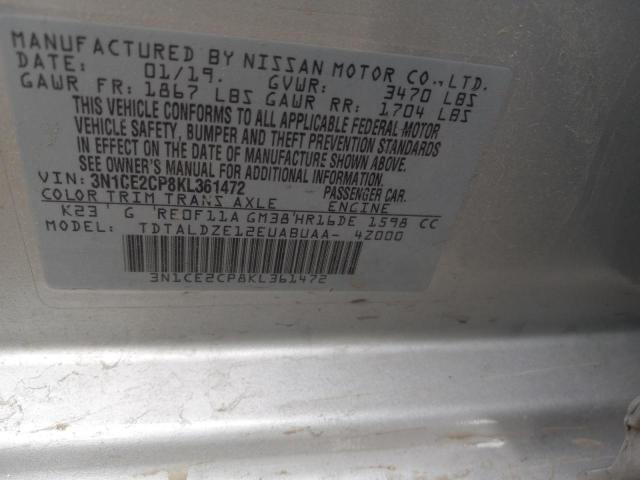 MANUFACTURED BY NISSAN MOTOR CO.,LTD.
DATE: 01/19. GVWR: 3470 LBS
GAWR FR: 1867 LBS GAWR RR: 1704 LBS
THIS VEHICLE CONFORMS TO ALL APPLICABLE FEDERAL MOTOR
VEHICLE SAFETY, BUMPER AND THEFT PREVENTION STANDARDS
IN EFFECT ON THE DATE OF MANUFACTURE SHOWN ABOVE.
SEE OWNER'S MANUAL FOR ADDITIONAL INFORMATION.
VIN: 3N1CE2CP8KL361472 PASSENGER CAR.
COLOR TRIM TRANS AXLE ENGINE
K23 G RE0F11A GM38 HR16DE 1598 CC
MODEL: TDTALDZE12EUABUAA- 4Z000
3N1CE2CP8KL361472